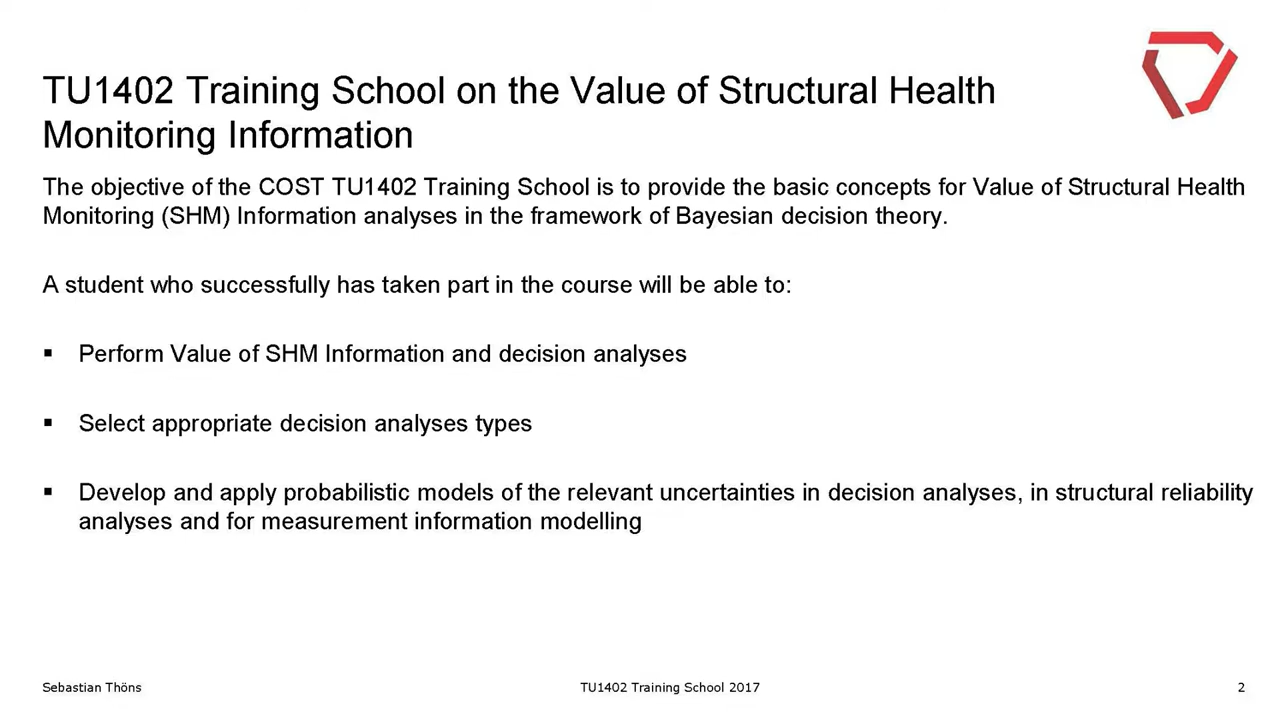 TU1402 Training School on the Value of Structural Health
Monitoring Information
The objective of the COST TU1402 Training School is to provide the basic concepts for Value of Structural Health
Monitoring (SHM) Information analyses in the framework of Bayesian decision theory.
A student who successfully has taken part in the course will be able to:
▪ Perform Value of SHM Information and decision analyses
▪ Select appropriate decision analyses types
▪ Develop and apply probabilistic models of the relevant uncertainties in decision analyses, in structural reliability
analyses and for measurement information modelling
Sebastian Thöns TU1402 Training School 2017 2